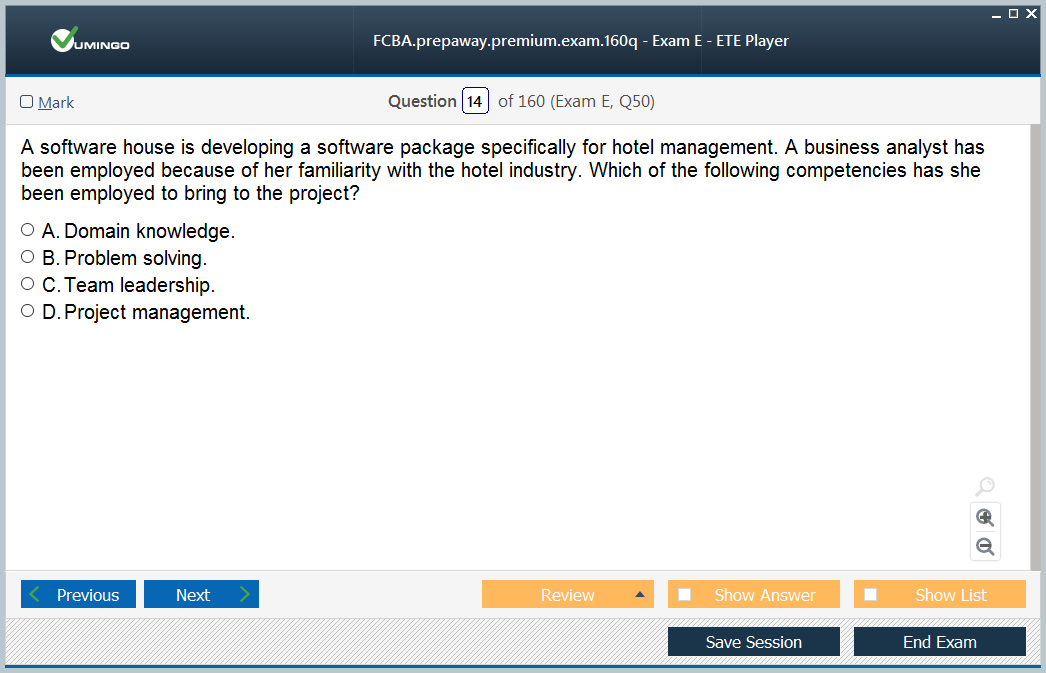 VUMINGO
FCBA.prepaway.premium.exam.160q - Exam E - ETE Player
Mark
Question 14 of 160 (Exam E, Q50)
A software house is developing a software package specifically for hotel management. A business analyst has
been employed because of her familiarity with the hotel industry. Which of the following competencies has she
been employed to bring to the project?
A. Domain knowledge.
B. Problem solving.
C. Team leadership.
D. Project management.
Previous
Next
Review
Show Answer
Show List
Save Session
End Exam